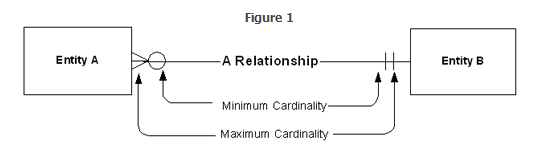 Figure 1
Entity A
A Relationship
Entity B
Minimum Cardinality
Maximum Cardinality